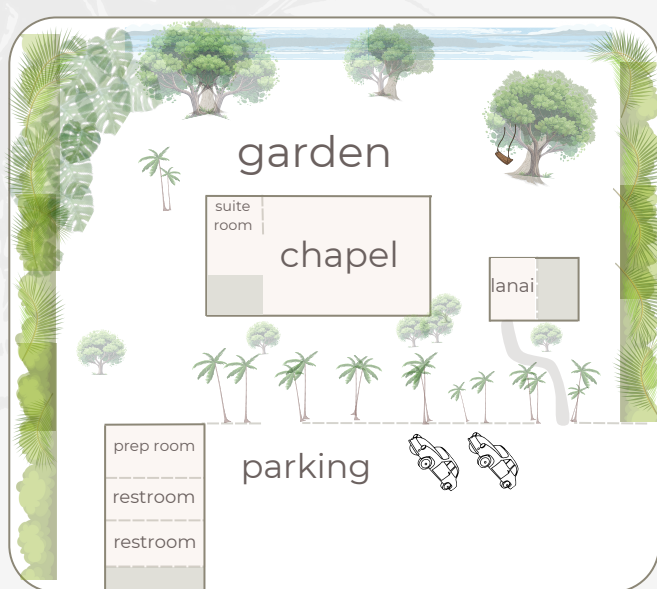 garden
suite
room
chapel
lanai
prep room
parking
restroom
restroom